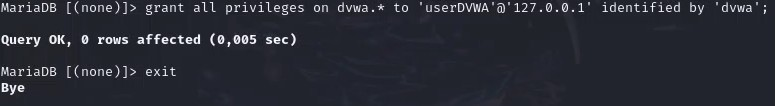 MariaDB [(none)]> grant all privileges on dvwa.* to 'userDVWA'@'127.0.0.1' identified by 'dvwa';
Query OK, 0 rows affected (0,005 sec)
MariaDB [(none)]> exit
Bye